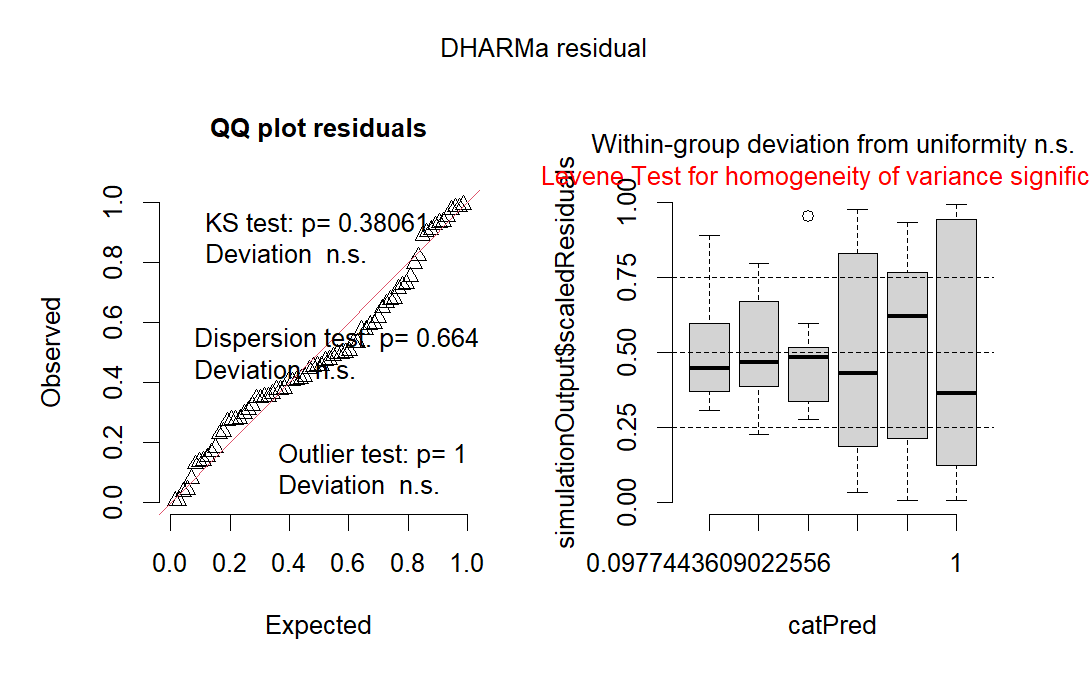 DHARMa residual
QQ plot residuals
KS test: p= 0.38061
Deviation n.s.
Dispersion test: p= 0.664
Deviation n.s.
Outlier test: p= 1
Deviation n.s.
Observed
0.0 0.2 0.4 0.6 0.8 1.0
0.0 0.2 0.4 0.6 0.8 1.0
Expected
Within-group deviation from uniformity n.s.
Levene Test for homogeneity of variance signific
simulationOutput$scaledResiduals
0.00 0.25 0.50 0.75 1.00
0.0977443609022556 1
catPred